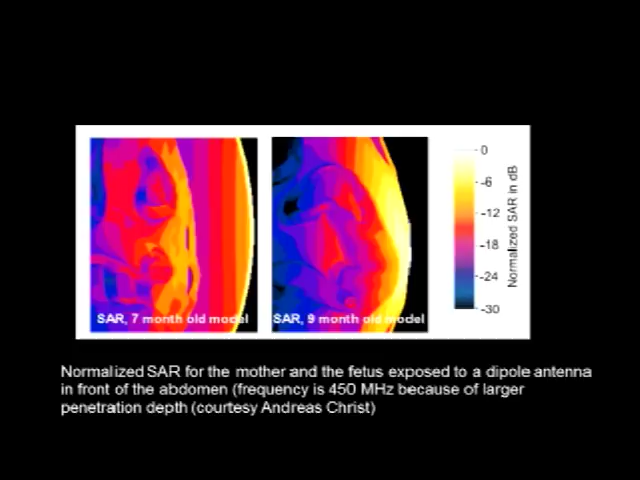 0
-6
-12
-18
-24
-30
Normalized SAR in dB
SAR, 7 month old model
SAR, 9 month old model
Normalized SAR for the mother and the fetus exposed to a dipole antenna
in front of the abdomen (frequency is 450 MHz because of larger
penetration depth (courtesy Andreas Christ)